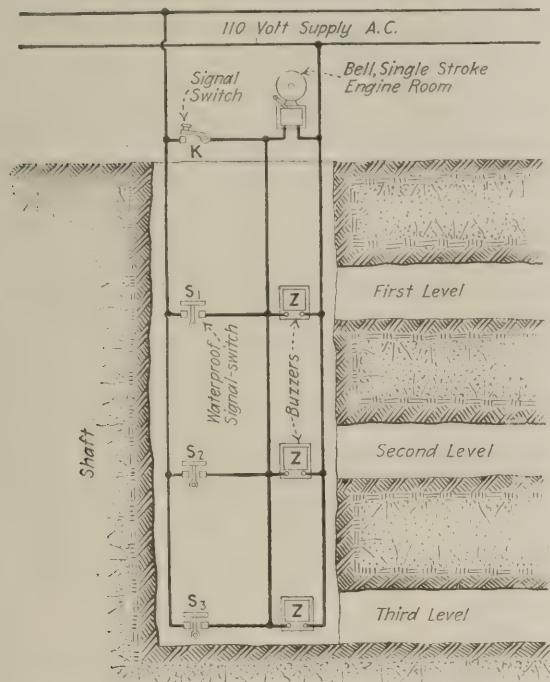 110 Volt Supply A.C.
Signal
Switch
Bell, Single Stroke
Engine Room
K
S1
Z
First Level
Waterproof
Signal-switch
Buzzers
Shaft
S2
Z
Second Level
S3
Z
Third Level